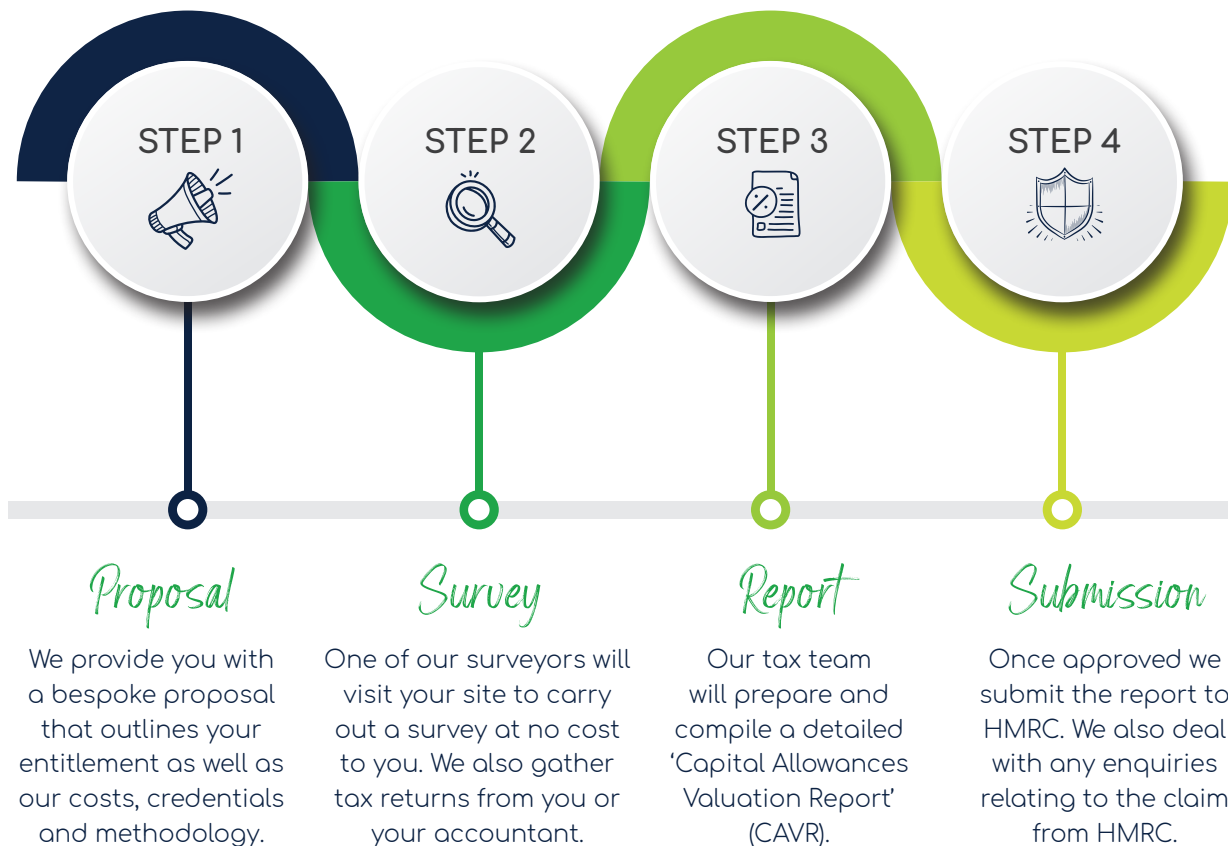 STEP 1
STEP 2
STEP 3
STEP 4
Proposal
We provide you with
a bespoke proposal
that outlines your
entitlement as well as
our costs, credentials
and methodology.
Survey
One of our surveyors will
visit your site to carry
out a survey at no cost
to you. We also gather
tax returns from you or
your accountant.
Report
Our tax team
will prepare and
compile a detailed
‘Capital Allowances
Valuation Report’
(CAVR).
Submission
Once approved we
submit the report to
HMRC. We also deal
with any enquiries
relating to the claim
from HMRC.